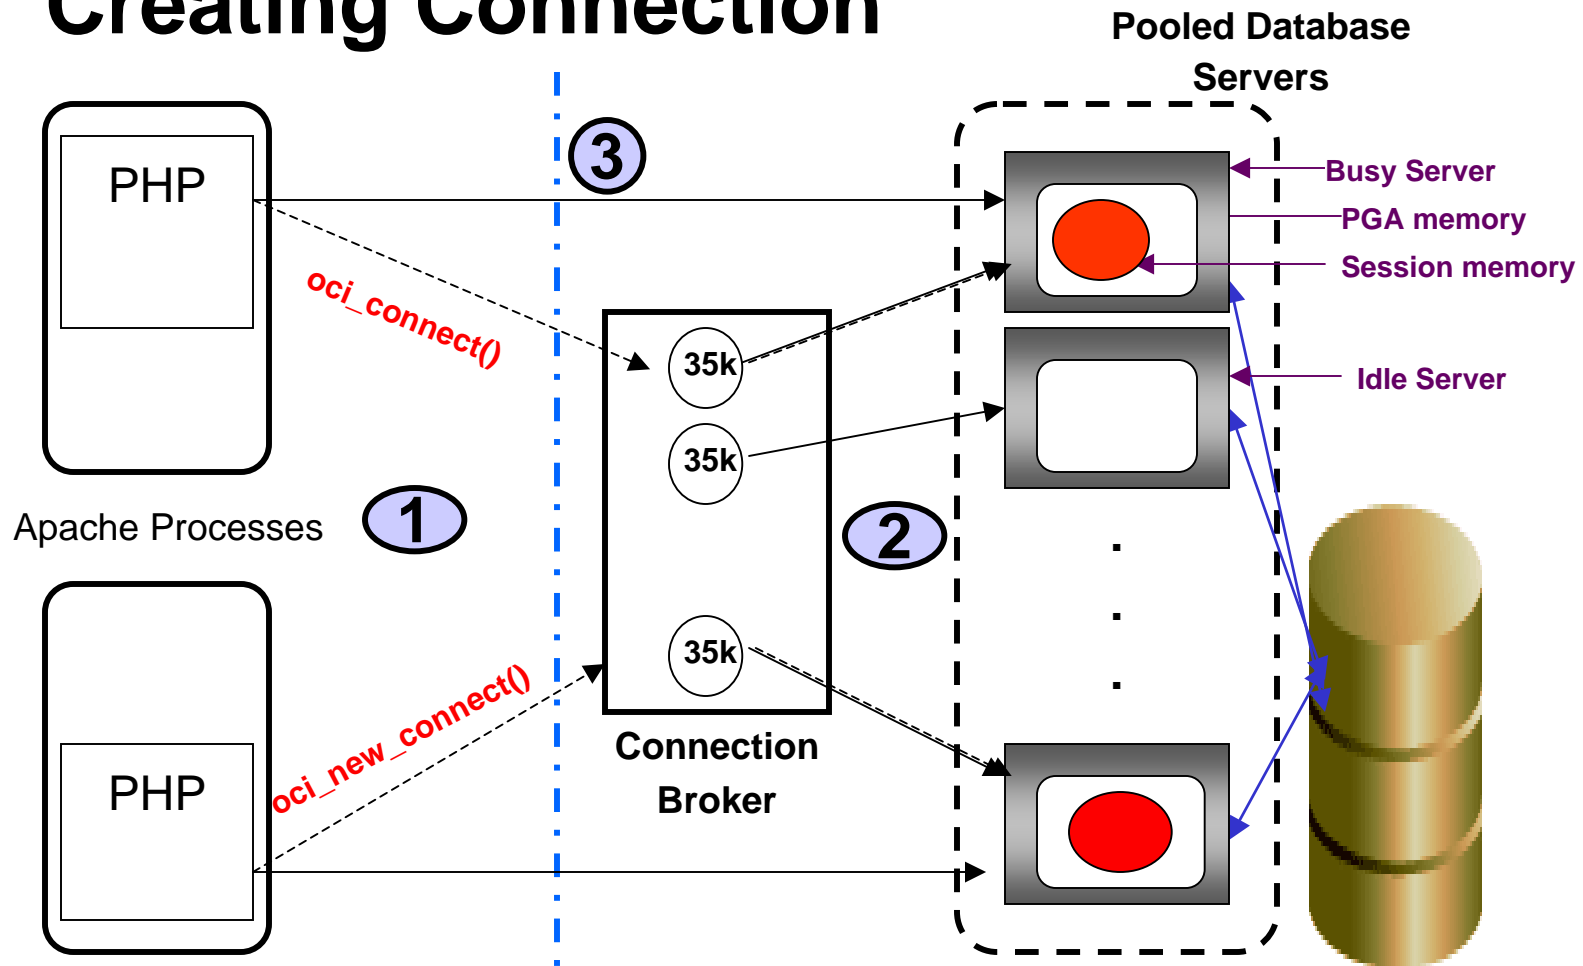 Creating Connection
Pooled Database
Servers
PHP
3
Busy Server
PGA memory
Session memory
oci_connect()
35k
Idle Server
35k
Apache Processes
1
2
35k
oci_new_connect()
Connection
Broker
PHP